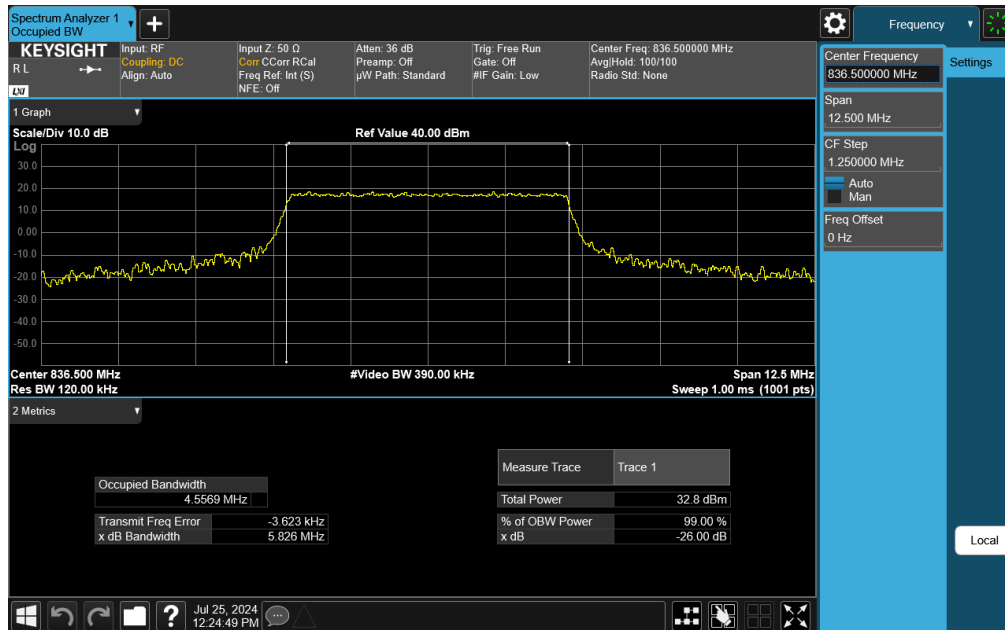 Spectrum Analyzer 1
Occupied BW
Frequency
KEYSIGHT
R L
LXI
Input: RF
Coupling: DC
Align: Auto
Input Z: 50 Ω
Corr CCorr RCal
Freq Ref: Int (S)
NFE: Off
Atten: 36 dB
Preamp: Off
µW Path: Standard
Trig: Free Run
Gate: Off
#IF Gain: Low
Center Freq: 836.500000 MHz
Avg|Hold: 100/100
Radio Std: None
Center Frequency
836.500000 MHz
Settings
Span
12.500 MHz
CF Step
1.250000 MHz
Auto
Man
Freq Offset
0 Hz
1 Graph
Scale/Div 10.0 dB
Ref Value 40.00 dBm
Log
30.0
20.0
10.0
0.00
-10.0
-20.0
-30.0
-40.0
-50.0
Center 836.500 MHz
#Video BW 390.00 kHz
Span 12.5 MHz
Res BW 120.00 kHz
Sweep 1.00 ms (1001 pts)
2 Metrics
Occupied Bandwidth
4.5569 MHz
Transmit Freq Error -3.623 kHz
x dB Bandwidth 5.826 MHz
Measure Trace Trace 1
Total Power 32.8 dBm
% of OBW Power 99.00 %
x dB -26.00 dB
Local
Jul 25, 2024
12:24:49 PM